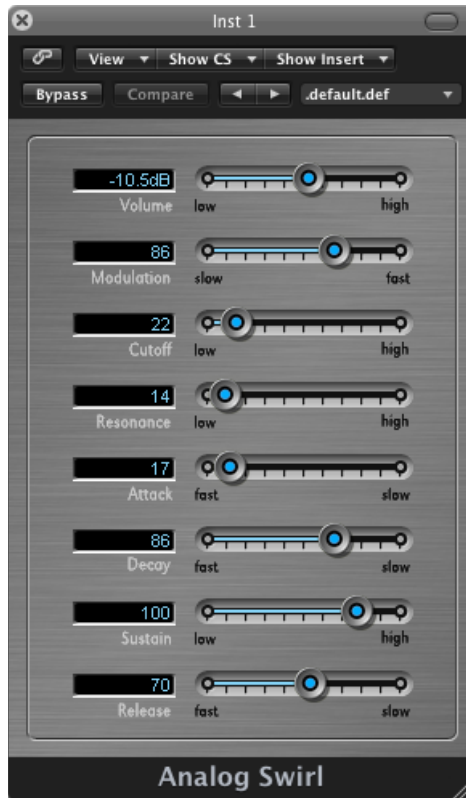 Inst 1
View Show CS Show Insert
Bypass Compare .default.def
-10.5dB
Volume low high
86
Modulation slow fast
22
Cutoff low high
14
Resonance low high
17
Attack fast slow
86
Decay fast slow
100
Sustain low high
70
Release fast slow
Analog Swirl